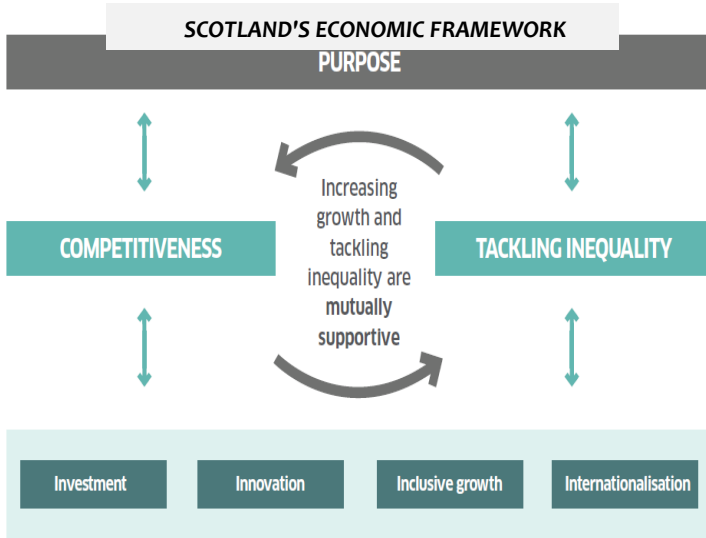 SCOTLAND'S ECONOMIC FRAMEWORK
PURPOSE
Increasing
growth and
tackling
inequality are
mutually
supportive
COMPETITIVENESS
TACKLING INEQUALITY
Investment
Innovation
Inclusive growth
Internationalisation